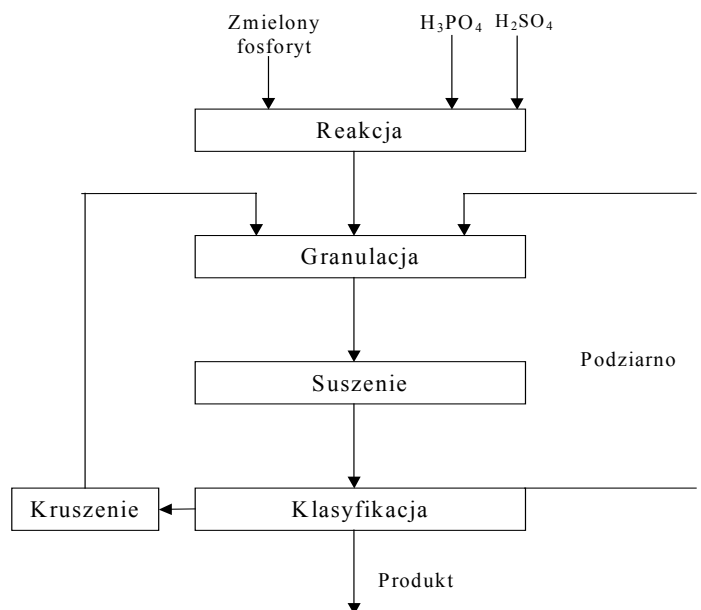 Zmielony
fosforyt
H₃PO₄
H₂SO₄
Reakcja
Granulacja
Podziarno
Suszenie
Kruszenie
Klasyfikacja
Produkt